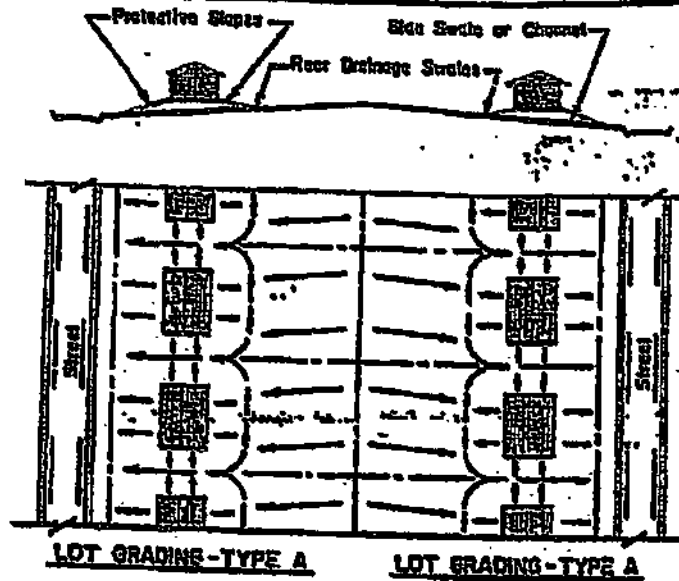 Protective Slopes
Side Swale or Channel
Rear Drainage Swales
Street
Street
LOT GRADING-TYPE A
LOT GRADING-TYPE A